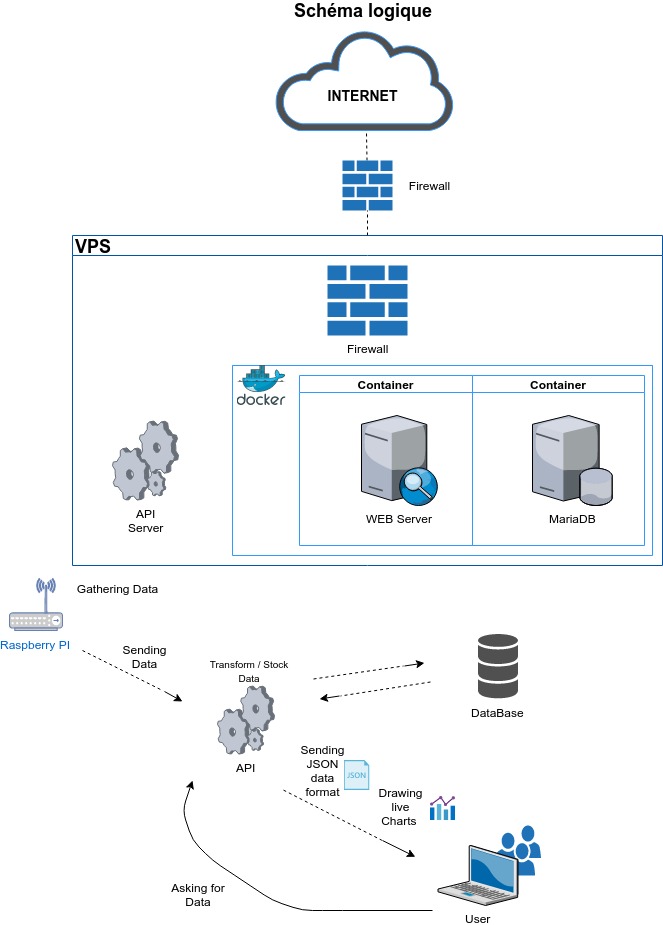 Schéma logique
INTERNET
Firewall
VPS
Firewall
docker
Container
Container
API
Server
WEB Server
MariaDB
Gathering Data
Raspberry PI
Sending
Data
Transform / Stock
Data
DataBase
API
Sending
JSON
data
format
JSON
Drawing
live
Charts
Asking for
Data
User